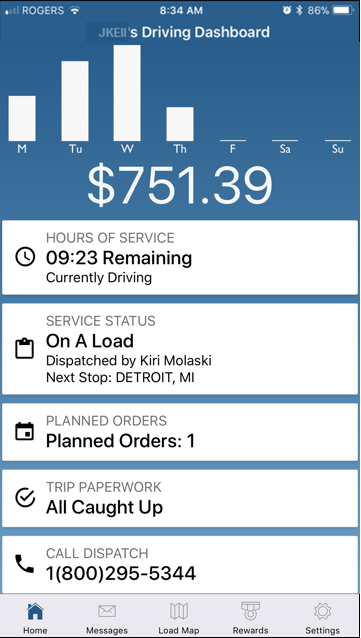 ROGERS 8:34 AM 86%
JKEII's Driving Dashboard
M Tu W Th F Sa Su
$751.39
HOURS OF SERVICE
09:23 Remaining
Currently Driving
SERVICE STATUS
On A Load
Dispatched by Kiri Molaski
Next Stop: DETROIT, MI
PLANNED ORDERS
Planned Orders: 1
TRIP PAPERWORK
All Caught Up
CALL DISPATCH
1(800)295-5344
Home Messages Load Map Rewards Settings